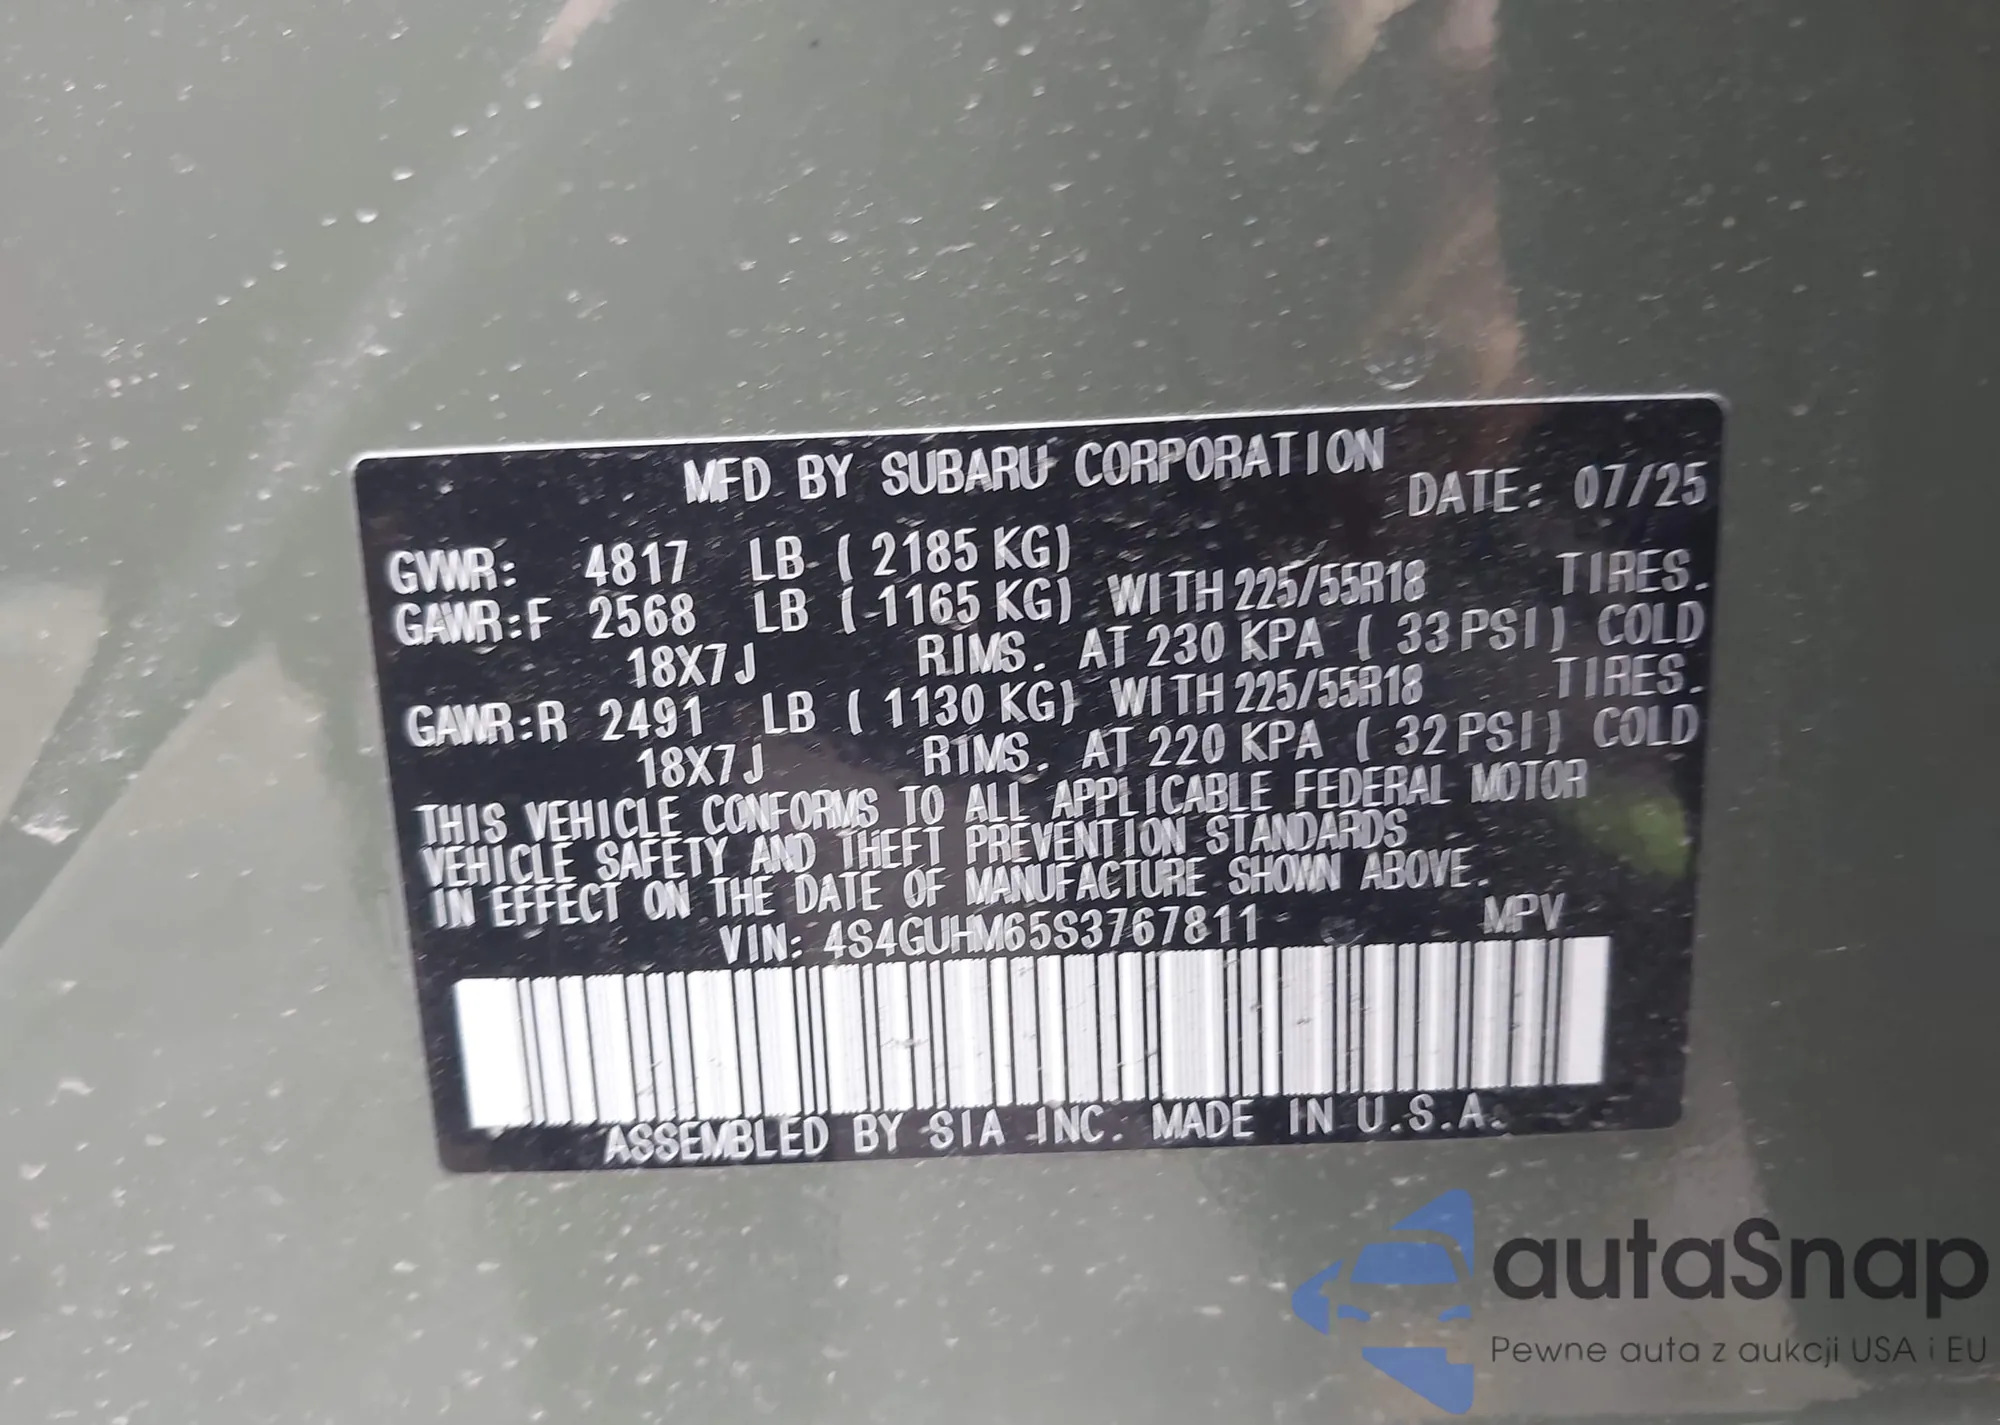 MFD BY SUBARU CORPORATION
DATE: 07/25
GVWR: 4817 LB ( 2185 KG)
GAWR:F 2568 LB ( 1165 KG) WITH 225/55R18 TIRES.
18X7J RIMS. AT 230 KPA ( 33 PSI) COLD
GAWR:R 2491 LB ( 1130 KG) WITH 225/55R18 TIRES.
18X7J RIMS. AT 220 KPA ( 32 PSI) COLD
THIS VEHICLE CONFORMS TO ALL APPLICABLE FEDERAL MOTOR
VEHICLE SAFETY AND THEFT PREVENTION STANDARDS
IN EFFECT ON THE DATE OF MANUFACTURE SHOWN ABOVE.
VIN: 4S4GUHM65S3767811 MPV
ASSEMBLED BY SIA INC. MADE IN U.S.A.
autaSnap
Pewne auta z aukcji USA i EU